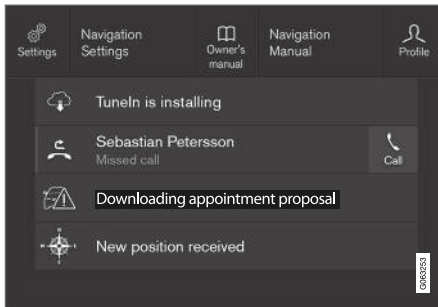 Settings
Navigation
Settings
Owner's
manual
Navigation
Manual
Profile
TuneIn is installing
Sebastian Petersson
Missed call
Call
Downloading appointment proposal
New position received
G063253